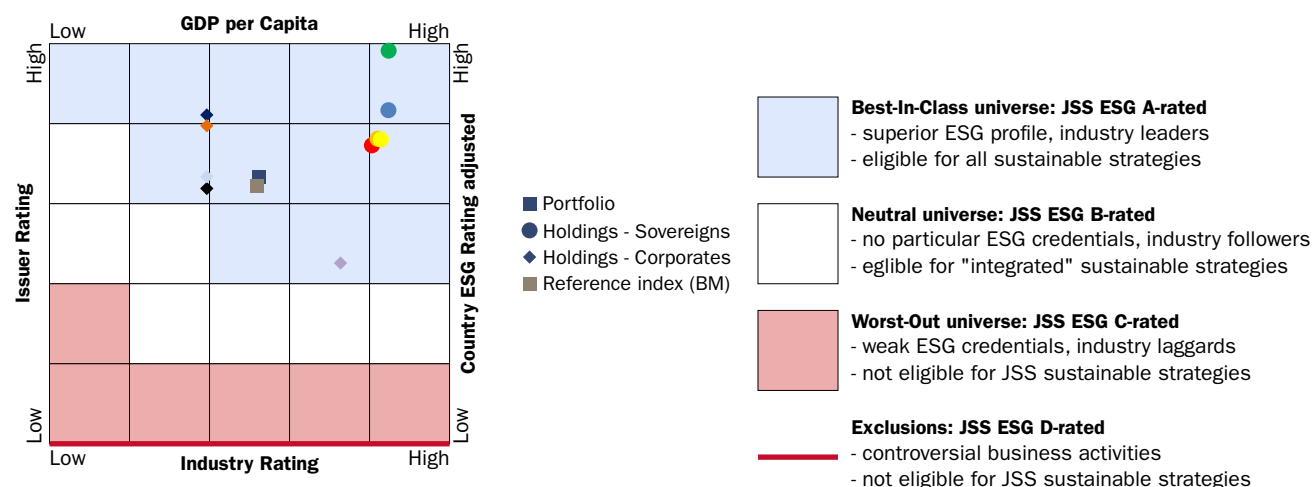 GDP per Capita
Low
High
High
High
Issuer Rating
Country ESG Rating adjusted
Low
Low
Low
Industry Rating
High
Portfolio
Holdings - Sovereigns
Holdings - Corporates
Reference index (BM)
Best-In-Class universe: JSS ESG A-rated
- superior ESG profile, industry leaders
- eligible for all sustainable strategies
Neutral universe: JSS ESG B-rated
- no particular ESG credentials, industry followers
- eglible for "integrated" sustainable strategies
Worst-Out universe: JSS ESG C-rated
- weak ESG credentials, industry laggards
- not eligible for JSS sustainable strategies
Exclusions: JSS ESG D-rated
- controversial business activities
- not eligible for JSS sustainable strategies